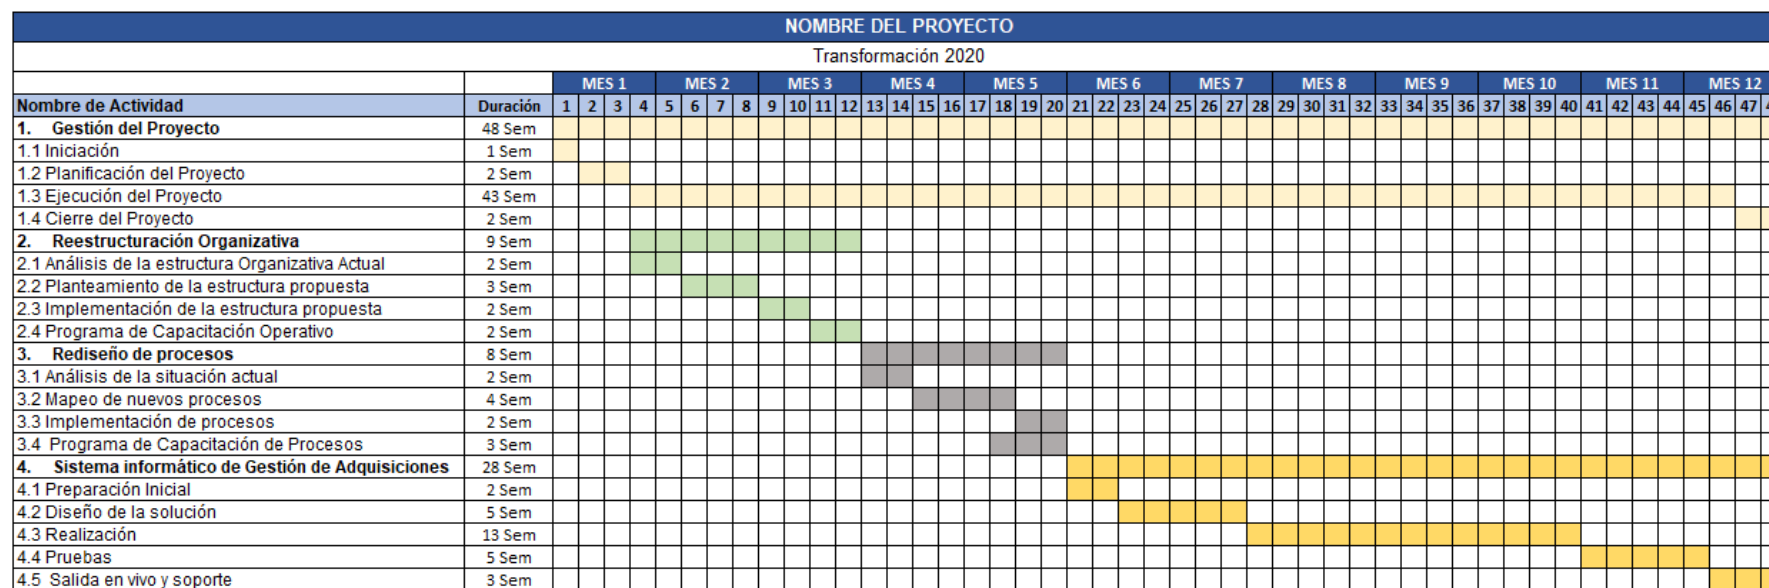 NOMBRE DEL PROYECTO
Transformación 2020
MES 1 MES 2 MES 3 MES 4 MES 5 MES 6 MES 7 MES 8 MES 9 MES 10 MES 11 MES 12
Nombre de Actividad Duración 1 2 3 4 5 6 7 8 9 10 11 12 13 14 15 16 17 18 19 20 21 22 23 24 25 26 27 28 29 30 31 32 33 34 35 36 37 38 39 40 41 42 43 44 45 46 47
1. Gestión del Proyecto 48 Sem
1.1 Iniciación 1 Sem
1.2 Planificación del Proyecto 2 Sem
1.3 Ejecución del Proyecto 43 Sem
1.4 Cierre del Proyecto 2 Sem
2. Reestructuración Organizativa 9 Sem
2.1 Análisis de la estructura Organizativa Actual 2 Sem
2.2 Planteamiento de la estructura propuesta 3 Sem
2.3 Implementación de la estructura propuesta 2 Sem
2.4 Programa de Capacitación Operativo 2 Sem
3. Rediseño de procesos 8 Sem
3.1 Análisis de la situación actual 2 Sem
3.2 Mapeo de nuevos procesos 4 Sem
3.3 Implementación de procesos 2 Sem
3.4 Programa de Capacitación de Procesos 3 Sem
4. Sistema informático de Gestión de Adquisiciones 28 Sem
4.1 Preparación Inicial 2 Sem
4.2 Diseño de la solución 5 Sem
4.3 Realización 13 Sem
4.4 Pruebas 5 Sem
4.5 Salida en vivo y soporte 3 Sem